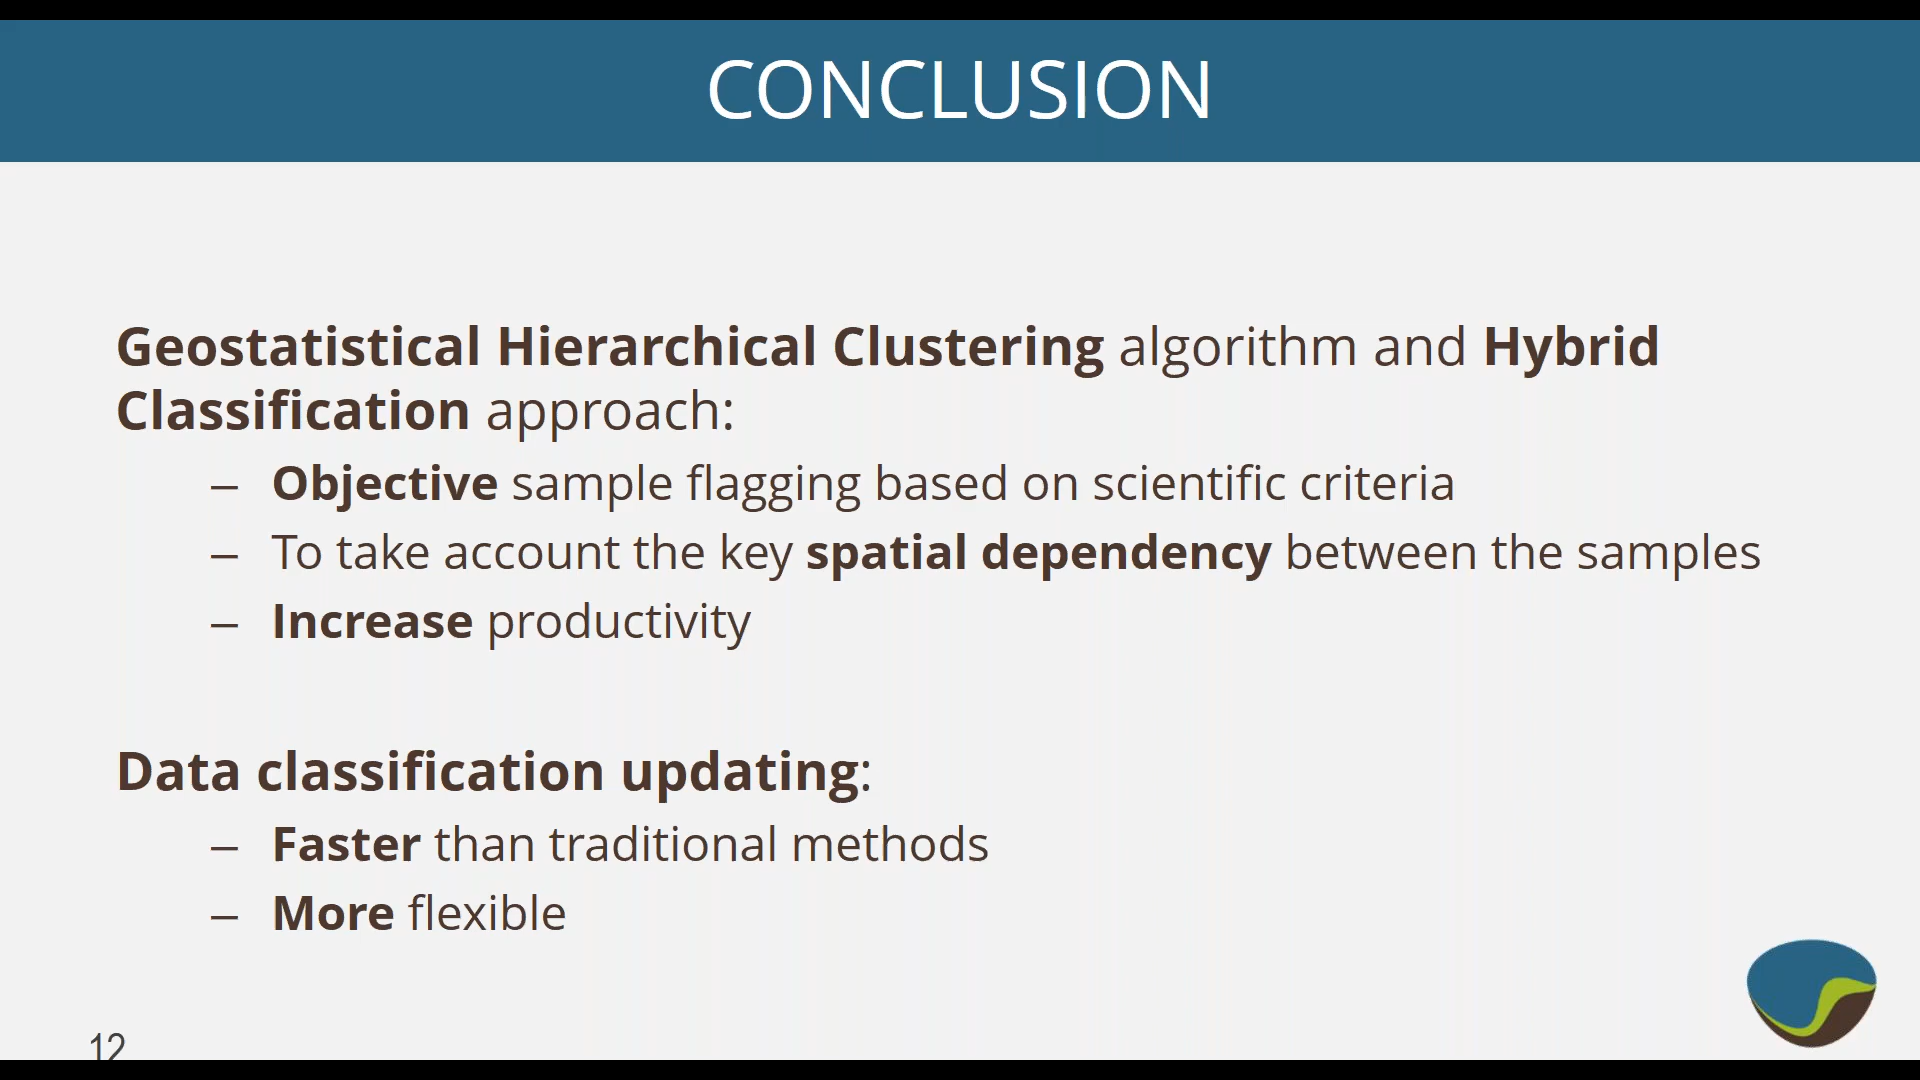 CONCLUSION
Geostatistical Hierarchical Clustering algorithm and Hybrid
Classification approach:
– Objective sample flagging based on scientific criteria
– To take account the key spatial dependency between the samples
– Increase productivity
Data classification updating:
– Faster than traditional methods
– More flexible
12